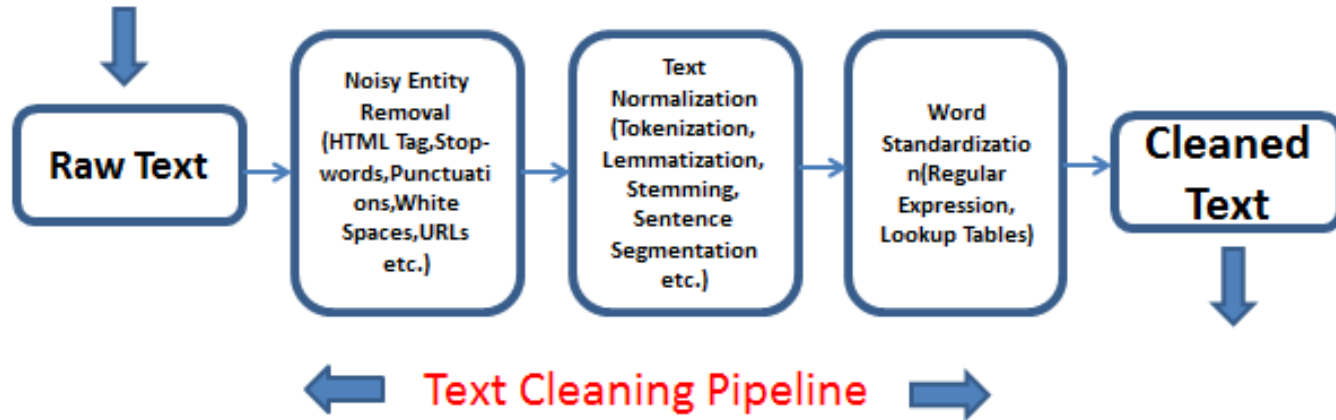 Raw Text
Noisy Entity
Removal
(HTML Tag,Stop-
words,Punctuati
ons,White
Spaces,URLs
etc.)
Text
Normalization
(Tokenization,
Lemmatization,
Stemming,
Sentence
Segmentation
etc.)
Word
Standardizatio
n(Regular
Expression,
Lookup Tables)
Cleaned
Text
Text Cleaning Pipeline